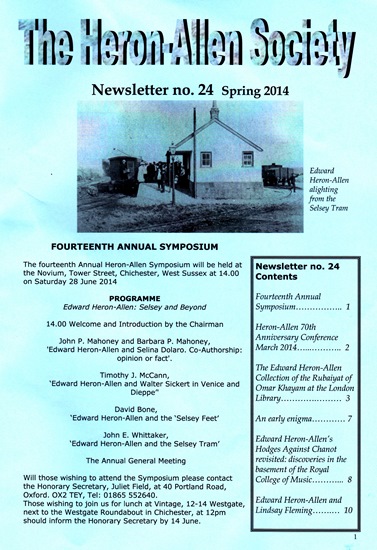 The Heron-Allen Society
Newsletter no. 24 Spring 2014
Edward
Heron-Allen
alighting
from the
Selsey Tram
FOURTEENTH ANNUAL SYMPOSIUM
The fourteenth Annual Heron-Allen Symposium will be held at
the Novium, Tower Street, Chichester, West Sussex at 14.00
on Saturday 28 June 2014
PROGRAMME
Edward Heron-Allen: Selsey and Beyond
14.00 Welcome and Introduction by the Chairman
John P. Mahoney and Barbara P. Mahoney,
'Edward Heron-Allen and Selina Dolaro. Co-Authorship:
opinion or fact'.
Timothy J. McCann,
'Edward Heron-Allen and Walter Sickert in Venice and
Dieppe"
David Bone,
'Edward Heron-Allen and the 'Selsey Feet'
John E. Whittaker,
'Edward Heron-Allen and the Selsey Tram'
The Annual General Meeting
Will those wishing to attend the Symposium please contact
the Honorary Secretary, Juliet Field, at 40 Portland Road,
Oxford. OX2 7EY, Tel: 01865 552640.
Those wishing to join us for lunch at Vintage, 12-14 Westgate,
next to the Westgate Roundabout in Chichester, at 12pm
should inform the Honorary Secretary by 14 June.
Newsletter no. 24
Contents
Fourteenth Annual
Symposium............... 1
Heron-Allen 70th
Anniversary Conference
March 2014.............. 2
The Edward Heron-Allen
Collection of the Rubaiyat of
Omar Khayam at the London
Library................ 3
An early enigma............ 7
Edward Heron-Allen's
Hodges Against Chanot
revisited: discoveries in the
basement of the Royal
College of Music........... 8
Edward Heron-Allen and
Lindsay Fleming........... 10
1